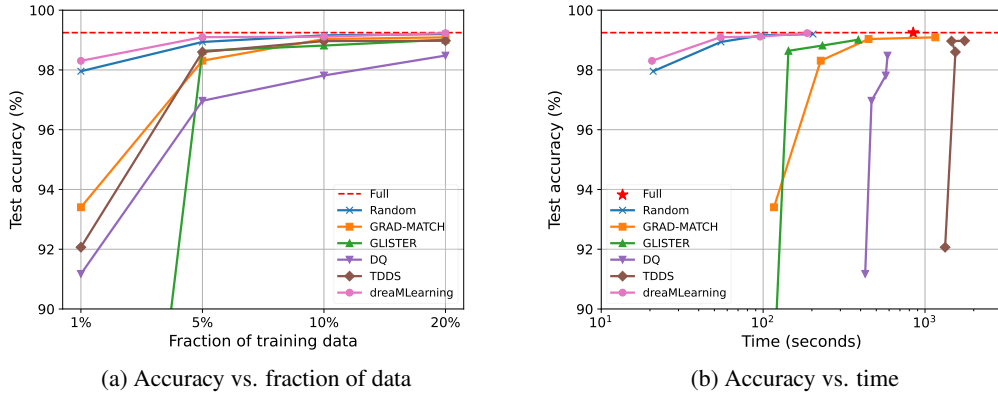 100
98
96
94
92
90
Test accuracy (%)
Full
Random
GRAD-MATCH
GLISTER
DQ
TDDS
dreaMLearning
1%
5%
10%
20%
Fraction of training data
(a) Accuracy vs. fraction of data
100
98
96
94
92
90
Test accuracy (%)
Full
Random
GRAD-MATCH
GLISTER
DQ
TDDS
dreaMLearning
10¹
10²
10³
Time (seconds)
(b) Accuracy vs. time